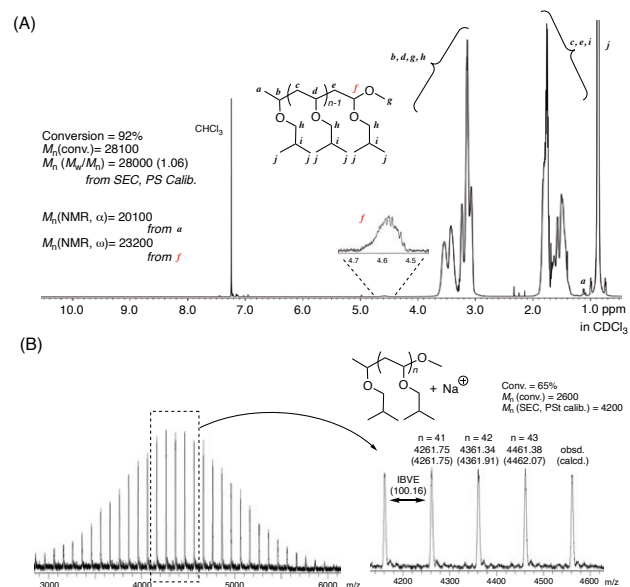 (A)
b, d, g, h
c, e, i
j
a
b
c
d
e
f
g
n-1
O
O
O
O
h
h
h
i
i
i
j
j
j
j
j
j
CHCl3
Conversion = 92%
Mn(conv.)= 28100
Mn (Mw/Mn) = 28000 (1.06)
from SEC, PS Calib.
Mn(NMR, α) = 20100
from a
Mn(NMR, ω) = 23200
from f
f
4.7 4.6 4.5
a
10.0 9.0 8.0 7.0 6.0 5.0 4.0 3.0 2.0 1.0 ppm
in CDCl3
(B)
O
n
O
O
+ Na⊕
Conv. = 65%
Mn (conv.) = 2600
Mn (SEC, PSt calib.) = 4200
n = 41 n = 42 n = 43
4261.75 4361.34 4461.38 obsd.
(4261.75) (4361.91) (4462.07) (calcd.)
IBVE
(100.16)
3000 4000 5000 6000 m/z
4200 4300 4400 4500 4600 m/z